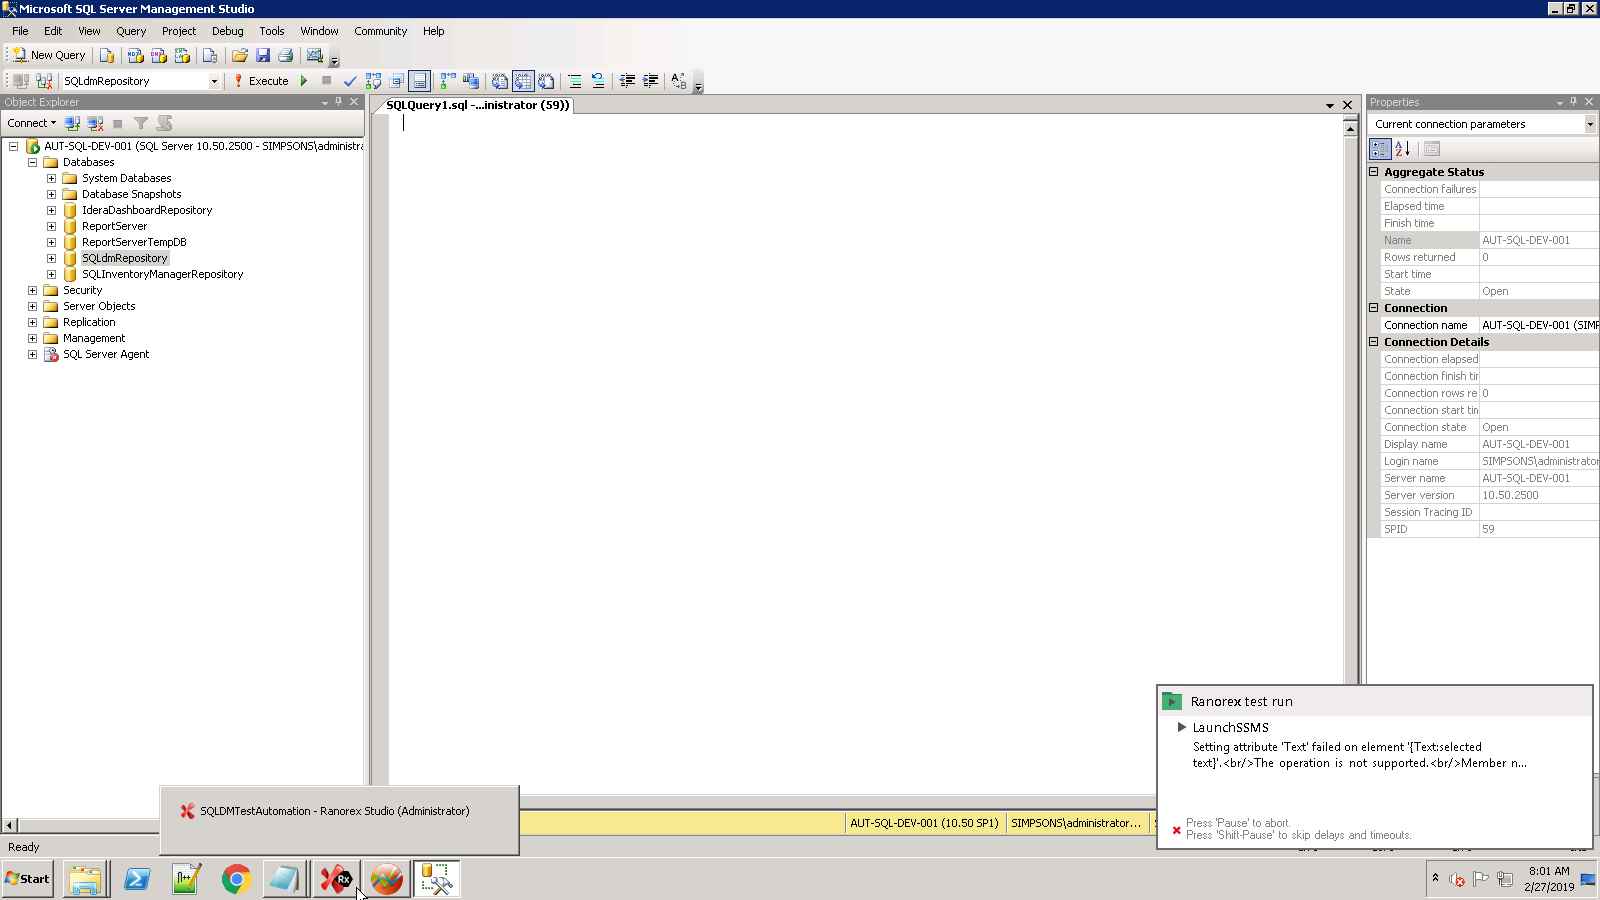 Microsoft SQL Server Management Studio
File Edit View Query Project Debug Tools Window Community Help
New Query
SQLdmRepository
Execute
Object Explorer
Connect
AUT-SQL-DEV-001 (SQL Server 10.50.2500 - SIMPSONS\administra
Databases
System Databases
Database Snapshots
IderaDashboardRepository
ReportServer
ReportServerTempDB
SQLdmRepository
SQLInventoryManagerRepository
Security
Server Objects
Replication
Management
SQL Server Agent
SQLQuery1.sql -...inistrator (59))
Properties
Current connection parameters
Aggregate Status
Connection failures
Elapsed time
Finish time
Name AUT-SQL-DEV-001
Rows returned 0
Start time
State Open
Connection
Connection name AUT-SQL-DEV-001 (SIMP
Connection Details
Connection elapsed
Connection finish tir
Connection rows re 0
Connection start tin
Connection state Open
Display name AUT-SQL-DEV-001
Login name SIMPSONS\administrator
Server name AUT-SQL-DEV-001
Server version 10.50.2500
Session Tracing ID
SPID 59
Ranorex test run
LaunchSSMS
Setting attribute 'Text' failed on element '{Text:selected
text}'.<br/>The operation is not supported.<br/>Member n...
Press 'Pause' to abort.
Press 'Shift-Pause' to skip delays and timeouts.
SQLDMTestAutomation - Ranorex Studio (Administrator)
AUT-SQL-DEV-001 (10.50 SP1) SIMPSONS\administrator...
Ready
Start
n++
Rx
8:01 AM
2/27/2019